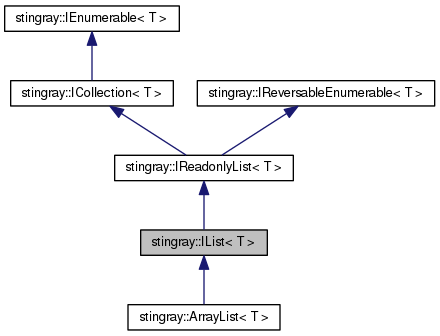 stingray::IEnumerable< T >
stingray::ICollection< T >
stingray::IReversableEnumerable< T >
stingray::IReadonlyList< T >
stingray::IList< T >
stingray::ArrayList< T >